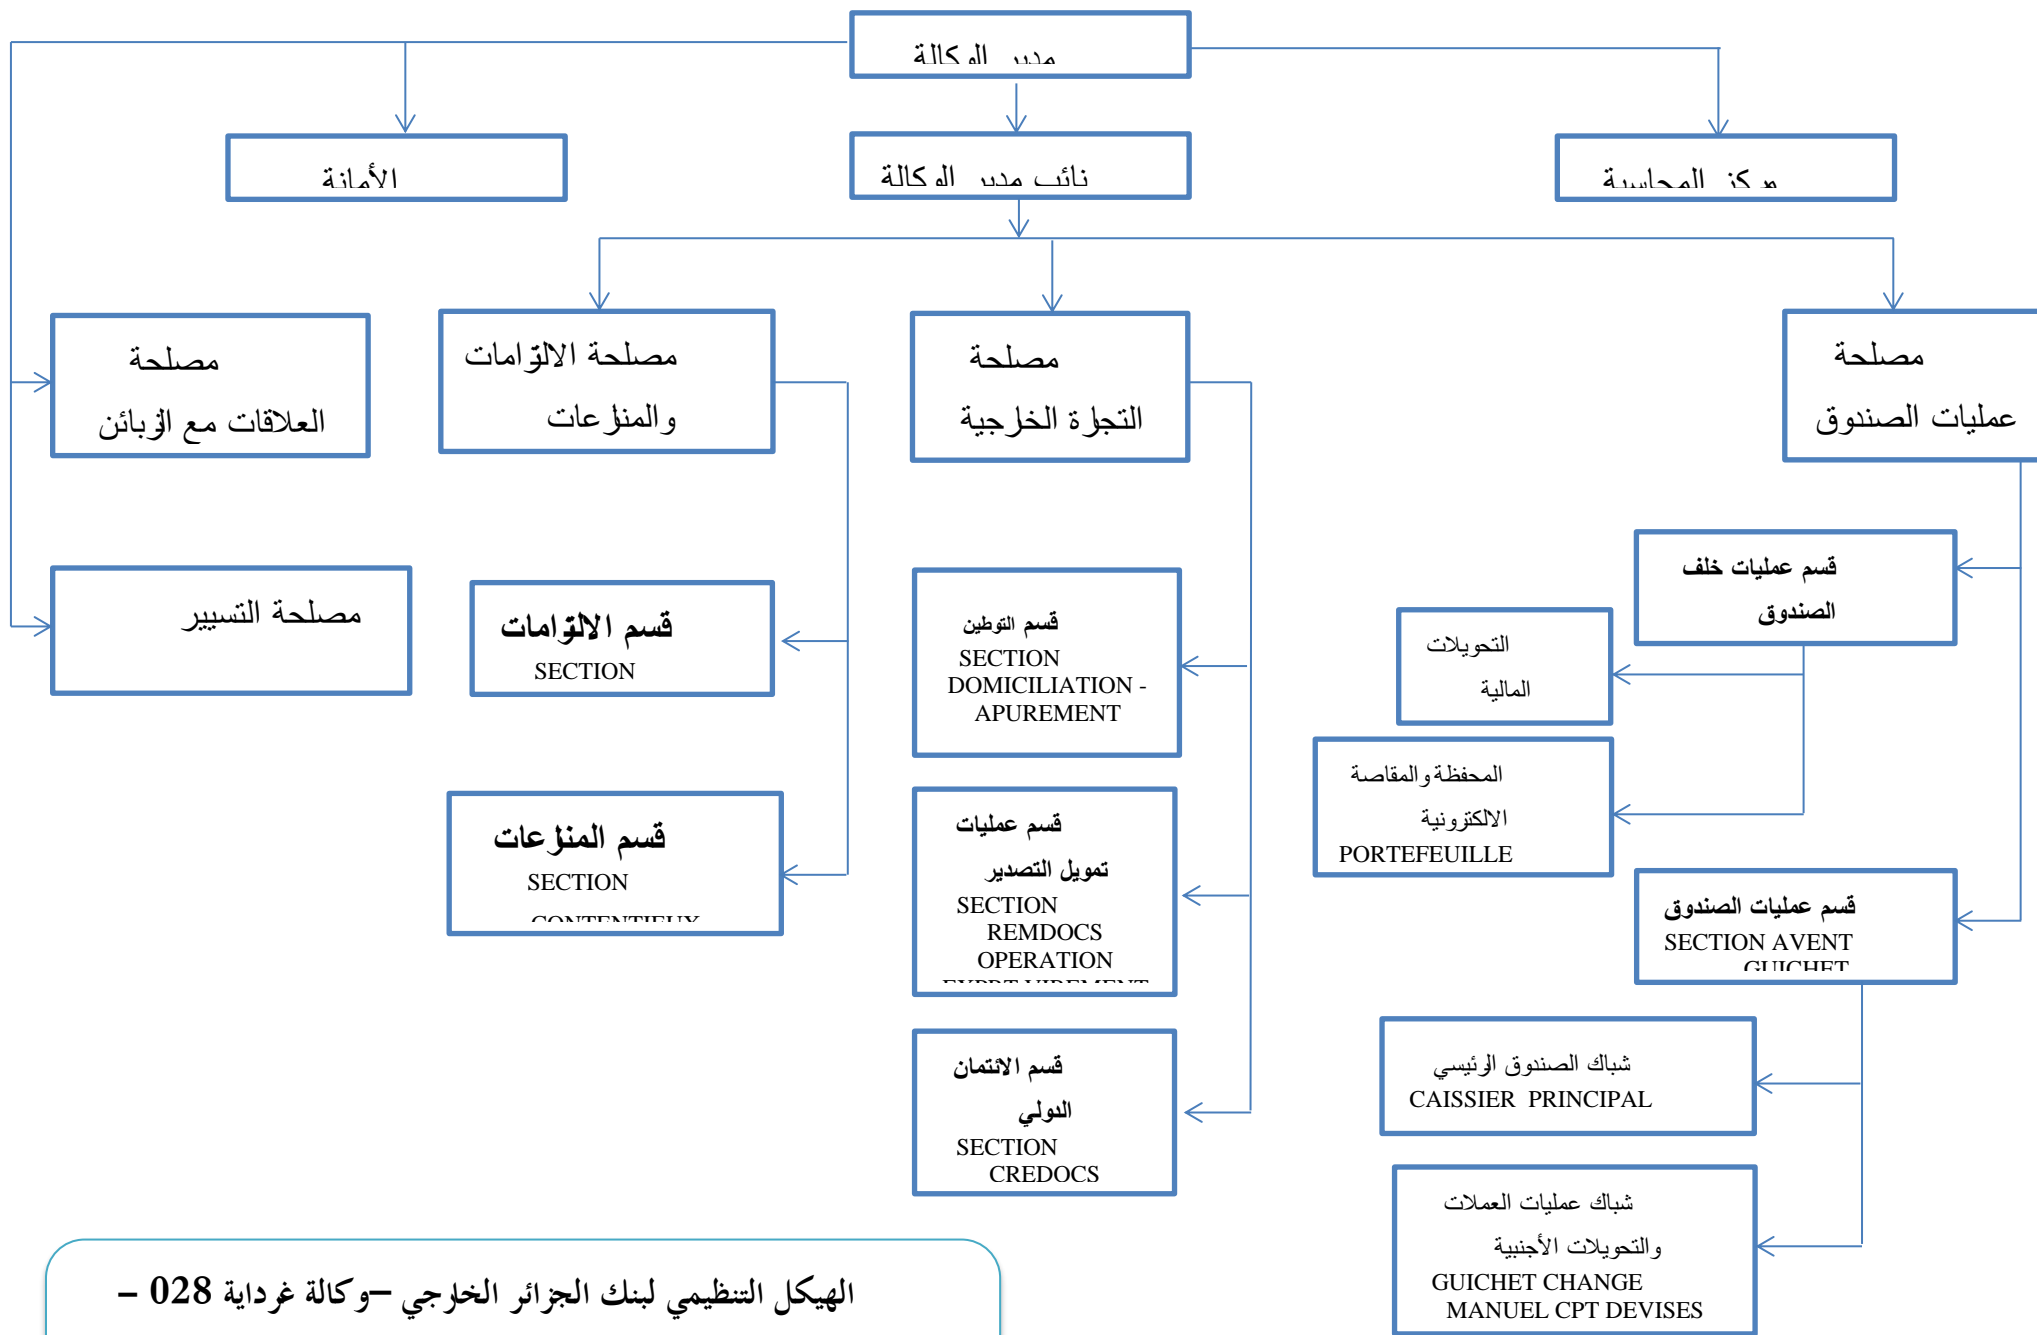 مدير الوكالة
الأمانة
نائب مدير الوكالة
مركز المحاسبة
مصلحة
عمليات الصندوق
مصلحة
التجارة الخارجية
مصلحة الالتزامات
والمنازعات
مصلحة
العلاقات مع الزبائن
مصلحة التسيير
قسم الالتزامات
SECTION
قسم المنازعات
SECTION
CONTENTIEUX
قسم التوطين
SECTION
DOMICILIATION -
APUREMENT
قسم عمليات
تمويل التصدير
SECTION
REMDOCS
OPERATION
EXPRT VIREMENT
قسم الائتمان
الدولي
SECTION
CREDOCS
قسم عمليات خلف
الصندوق
التحويلات
المالية
المحفظة والمقاصة
الالكترونية
PORTEFEUILLE
قسم عمليات الصندوق
SECTION AVENT
GUICHET
شباك الصندوق الرئيسي
CAISSIER PRINCIPAL
شباك عمليات العملات
والتحويلات الأجنبية
GUICHET CHANGE
MANUEL CPT DEVISES
الهيكل التنظيمي لبنك الجزائر الخارجي –وكالة غرداية 028 –